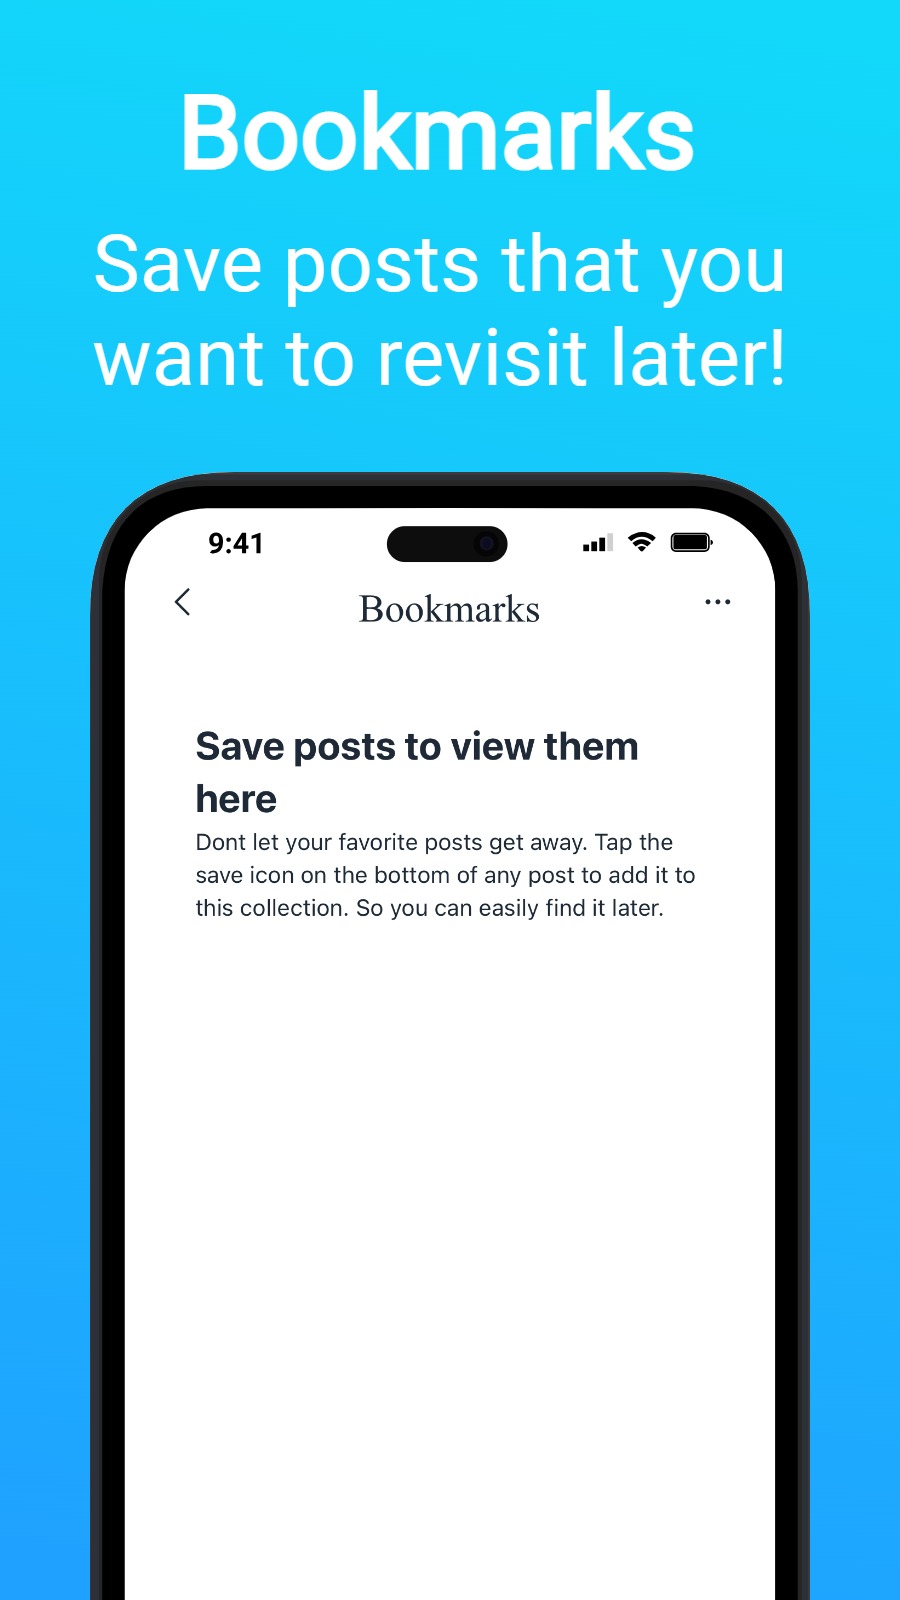 Bookmarks
Save posts that you
want to revisit later!
9:41
Bookmarks
Save posts to view them
here
Dont let your favorite posts get away. Tap the
save icon on the bottom of any post to add it to
this collection. So you can easily find it later.